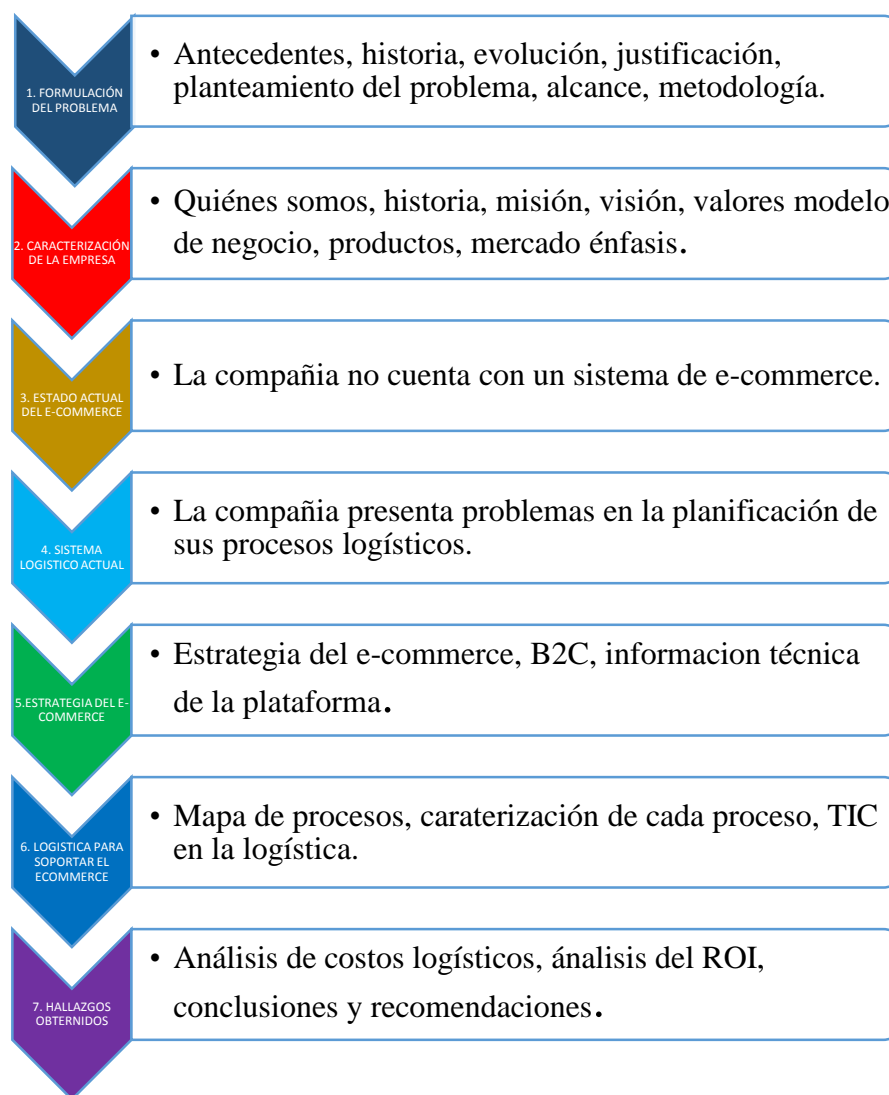 1. FORMULACIÓN
DEL PROBLEMA
• Antecedentes, historia, evolución, justificación,
planteamiento del problema, alcance, metodología.
2. CARACTERIZACIÓN
DE LA EMPRESA
• Quiénes somos, historia, misión, visión, valores modelo
de negocio, productos, mercado énfasis.
3. ESTADO ACTUAL
DEL E-COMMERCE
• La compañia no cuenta con un sistema de e-commerce.
4. SISTEMA
LOGISTICO ACTUAL
• La compañia presenta problemas en la planificación de
sus procesos logísticos.
5.ESTRATEGIA DEL E-
COMMERCE
• Estrategia del e-commerce, B2C, informacion técnica
de la plataforma.
6. LOGISTICA PARA
SOPORTAR EL
ECOMMERCE
• Mapa de procesos, caraterización de cada proceso, TIC
en la logística.
7. HALLAZGOS
OBTERNIDOS
• Análisis de costos logísticos, ánalisis del ROI,
conclusiones y recomendaciones.